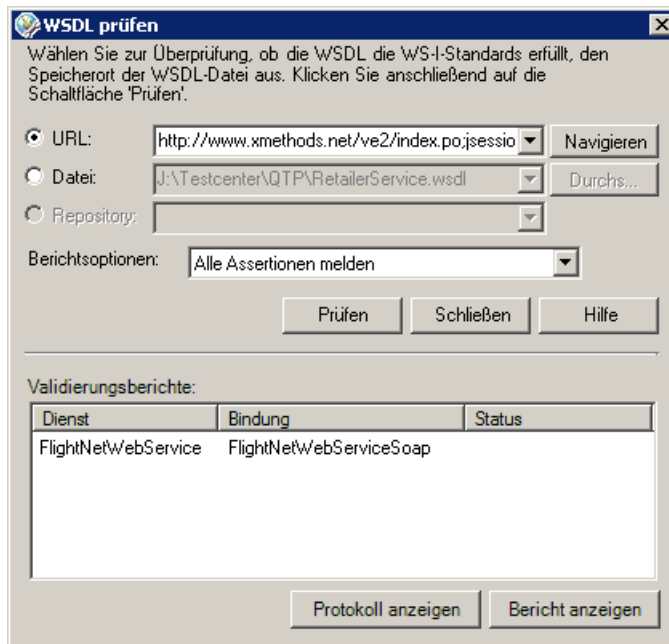 WSDL prüfen
Wählen Sie zur Überprüfung, ob die WSDL die WS-I-Standards erfüllt, den
Speicherort der WSDL-Datei aus. Klicken Sie anschließend auf die
Schaltfläche 'Prüfen'.
URL: http://www.xmethods.net/ve2/index.po;jsessio Navigieren
Datei: J:\Testcenter\QTP\RetailerService.wsdl Durchs...
Repository:
Berichtsoptionen: Alle Assertionen melden
Prüfen Schließen Hilfe
Validierungsberichte:
Dienst Bindung Status
FlightNetWebService FlightNetWebServiceSoap
Protokoll anzeigen Bericht anzeigen